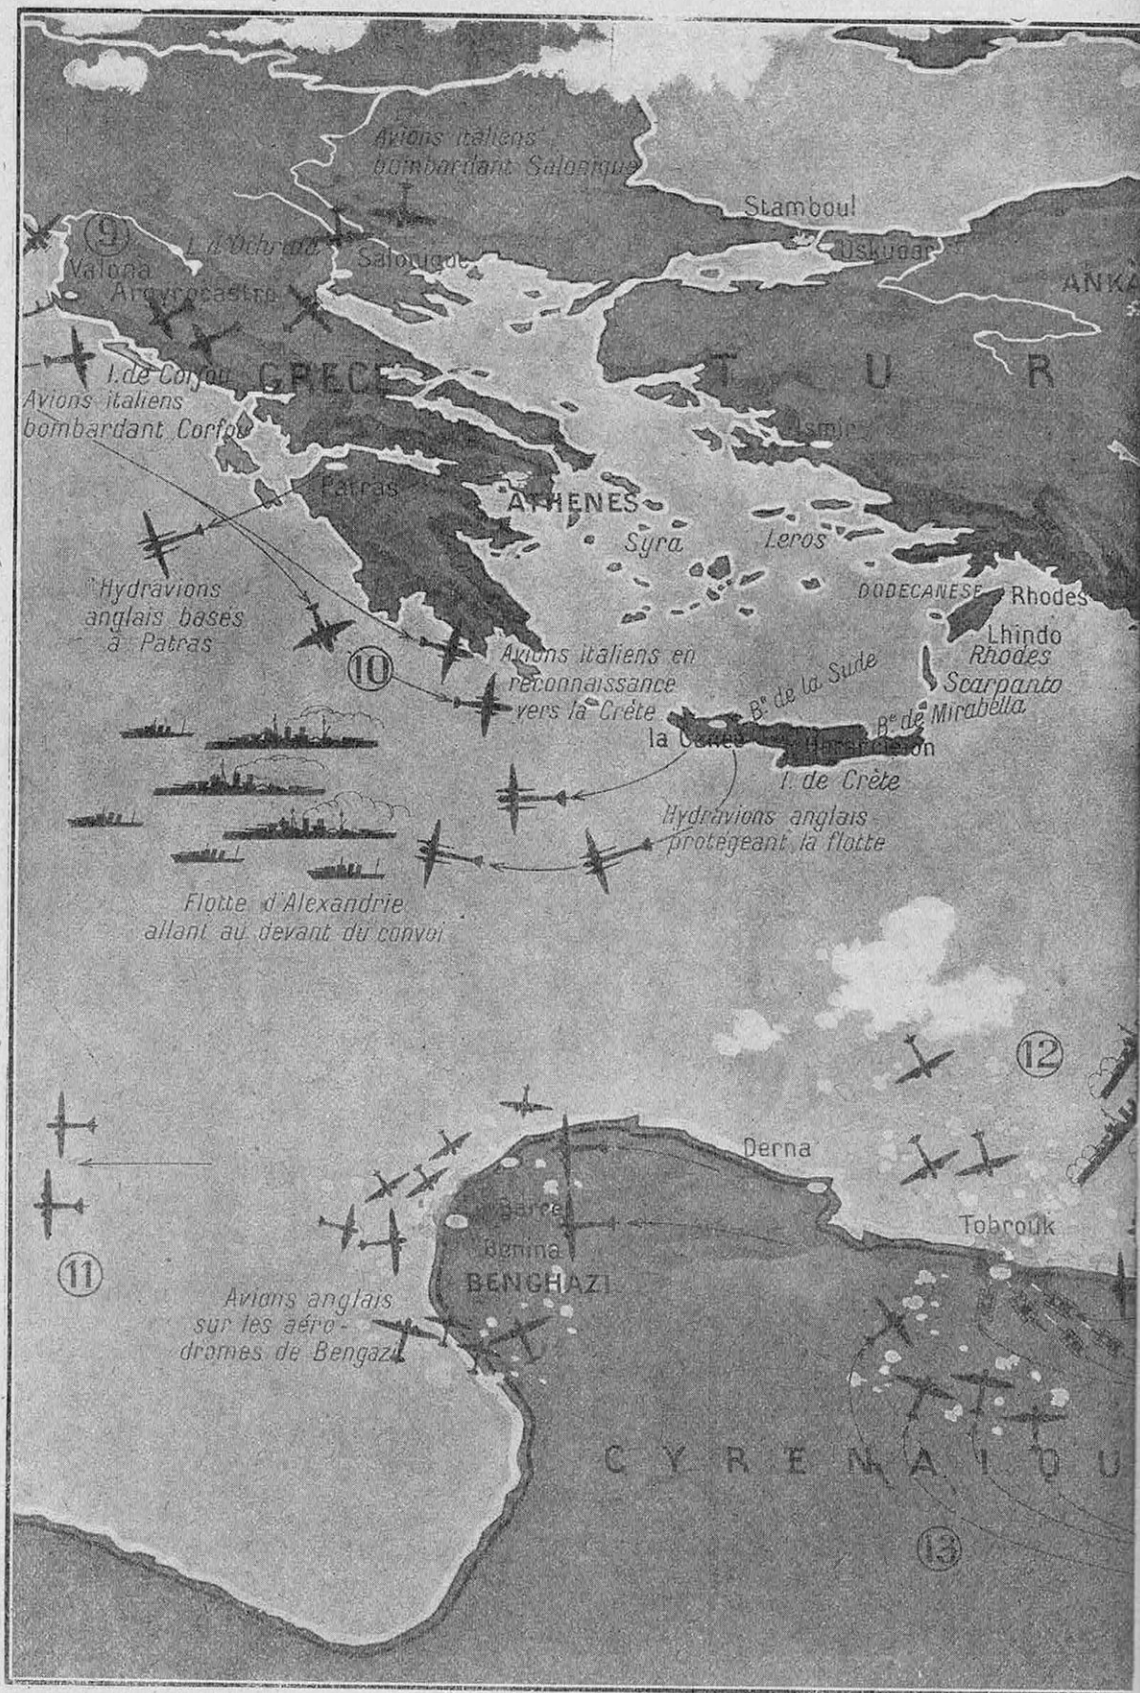 Avions italiens
bombardant Salonique
Stamboul
Uskudar
9
L. d'Ochrida
Salonique
Valona
Argyrocastro
ANKA
T U R
GRECE
I. de Corfou
Avions italiens
bombardant Corfou
Ismir
Patras
ATHENES
Syra
Leros
DODECANESE
Rhodes
Hydravions
anglais basés
à Patras
Lhindo
Rhodes
Scarpanto
10
Avions italiens en
reconnaissance
vers la Crète
Be de la Sude
Be de Mirabella
la Canée
I. de Crète
Hydravions anglais
protégeant la flotte
Flotte d'Alexandrie
allant au devant du convoi
12
Derna
Tobrouk
Barce
Benina
BENGHAZI
11
Avions anglais
sur les aéro-
dromes de Bengazi
CYRENAIQU
13